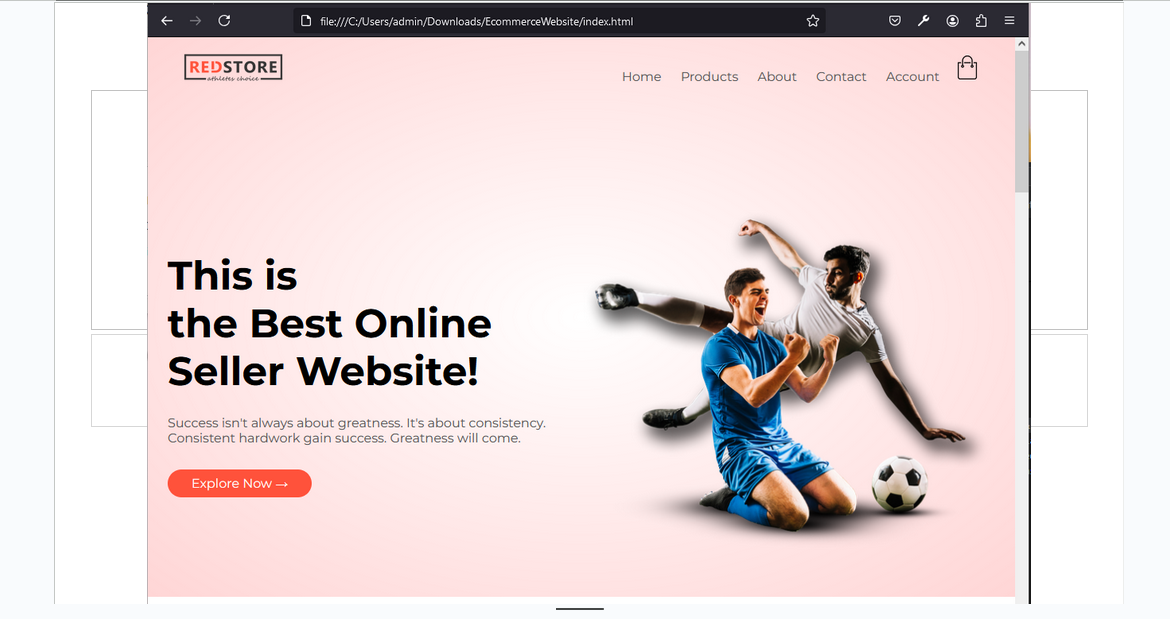 file:///C:/Users/admin/Downloads/EcommerceWebsite/index.html
REDSTORE
athletes choice
Home Products About Contact Account
This is
the Best Online
Seller Website!
Success isn't always about greatness. It's about consistency.
Consistent hardwork gain success. Greatness will come.
Explore Now →